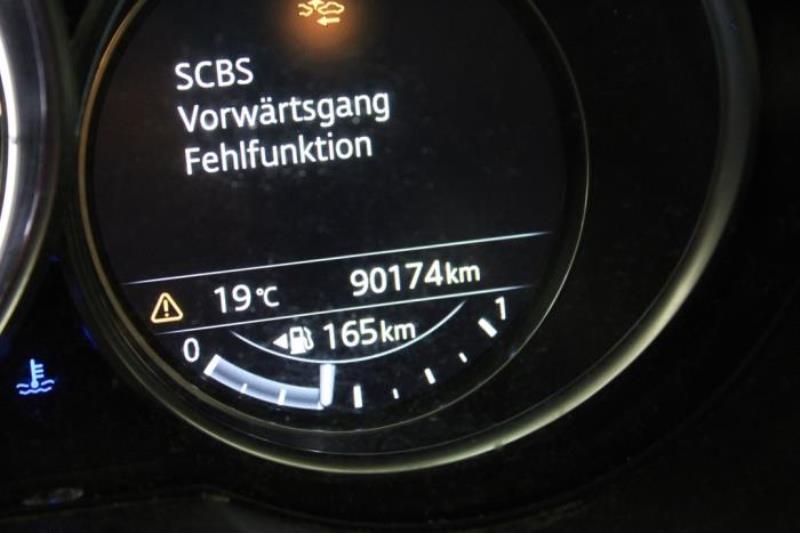 SCBS
Vorwärtsgang
Fehlfunktion
19°C 90174km
165km
0 1